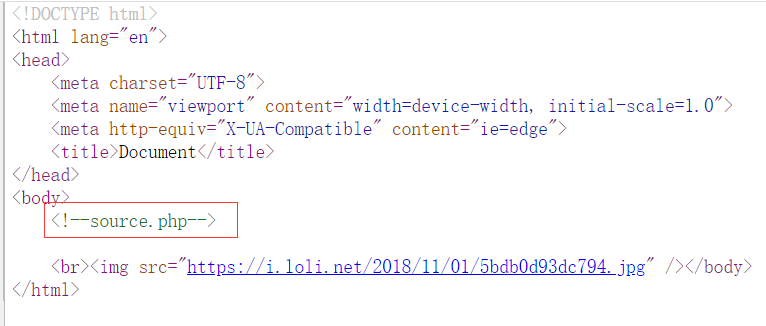 <!DOCTYPE html>
<html lang="en">
<head>
    <meta charset="UTF-8">
    <meta name="viewport" content="width=device-width, initial-scale=1.0">
    <meta http-equiv="X-UA-Compatible" content="ie=edge">
    <title>Document</title>
</head>
<body>
    <!--source.php-->
    <br><img src="https://i.loli.net/2018/11/01/5bdb0d93dc794.jpg" /></body>
</html>